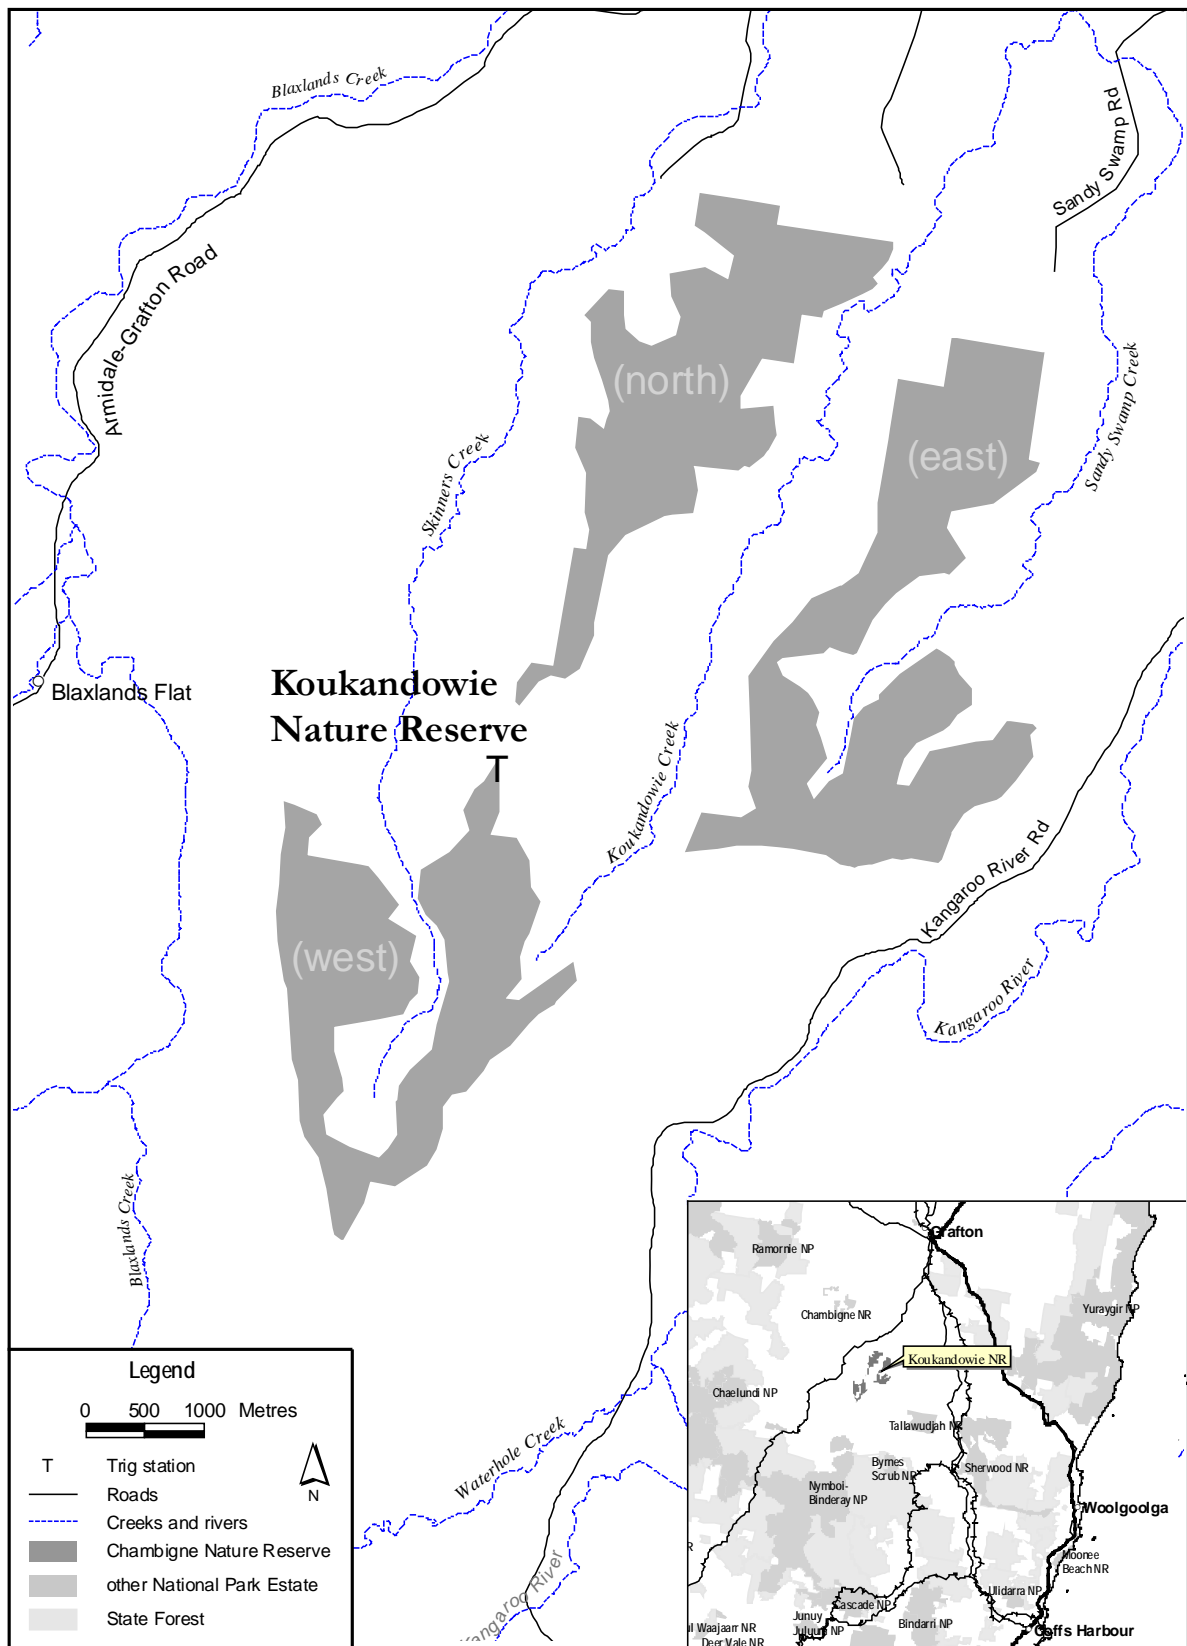 Blaxlands Creek
Sandy Swamp Rd
Armidale-Grafton Road
(north)
Sandy Swamp Creek
(east)
Skinners Creek
Koukandowie
Nature Reserve
Blaxlands Flat
T
Koukandowie Creek
Kangaroo River Rd
(west)
Kangaroo River
Blaxlands Creek
Waterhole Creek
Kangaroo River
Legend
0 500 1000 Metres
T Trig station
N
Roads
Creeks and rivers
Chambigne Nature Reserve
other National Park Estate
State Forest
Grafton
Ramornie NP
Yuraygir NP
Chambigne NR
Koukandowie NR
Chaelundi NP
Tallawudjah NR
Byrnes
Scrub NR
Sherwood NR
Nymboi-
Binderay NP
Woolgoolga
Moonee
Beach NR
Ulidarra NP
Cascade NP
Junuy
Juluum NP
Bindarri NP
ul Waajaarr NR
Deer Vale NR
Coffs Harbour